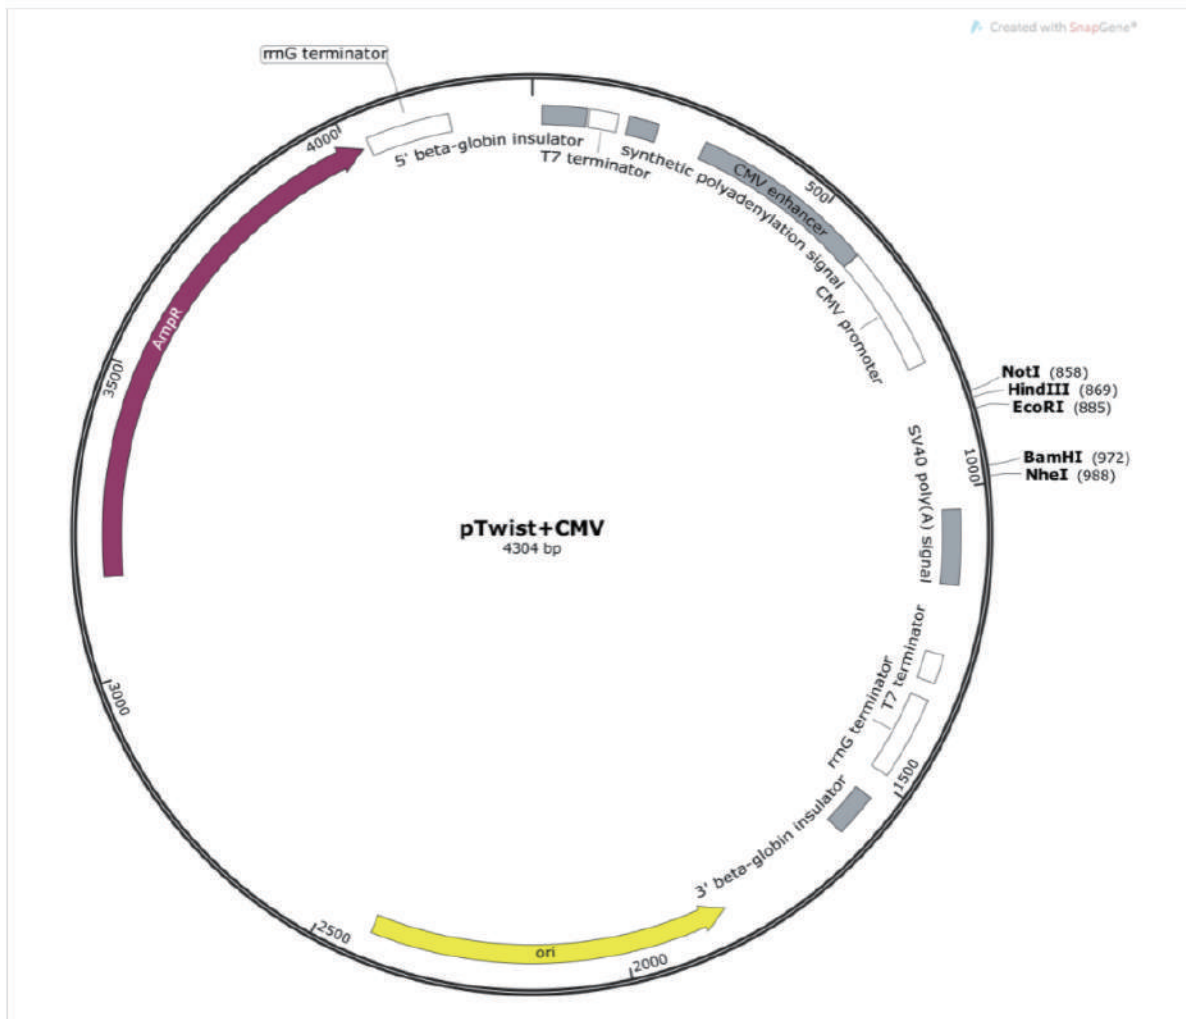 Created with SnapGene®
rrnG terminator
4000
5' beta-globin insulator
T7 terminator
synthetic polyadenylation signal
CMV enhancer
500
CMV promoter
AmpR
3500
NotI (858)
HindIII (869)
EcoRI (885)
BamHI (972)
NheI (988)
1000
SV40 poly(A) signal
pTwist+CMV
4304 bp
T7 terminator
rrnG terminator
3000
1500
3' beta-globin insulator
2500
ori
2000